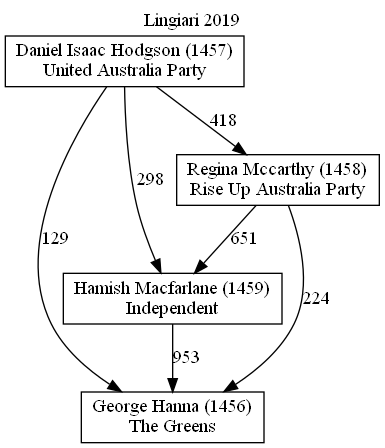 Lingiari 2019
Daniel Isaac Hodgson (1457)
United Australia Party
418
Regina Mccarthy (1458)
Rise Up Australia Party
298
129
651
Hamish Macfarlane (1459)
Independent
224
953
George Hanna (1456)
The Greens